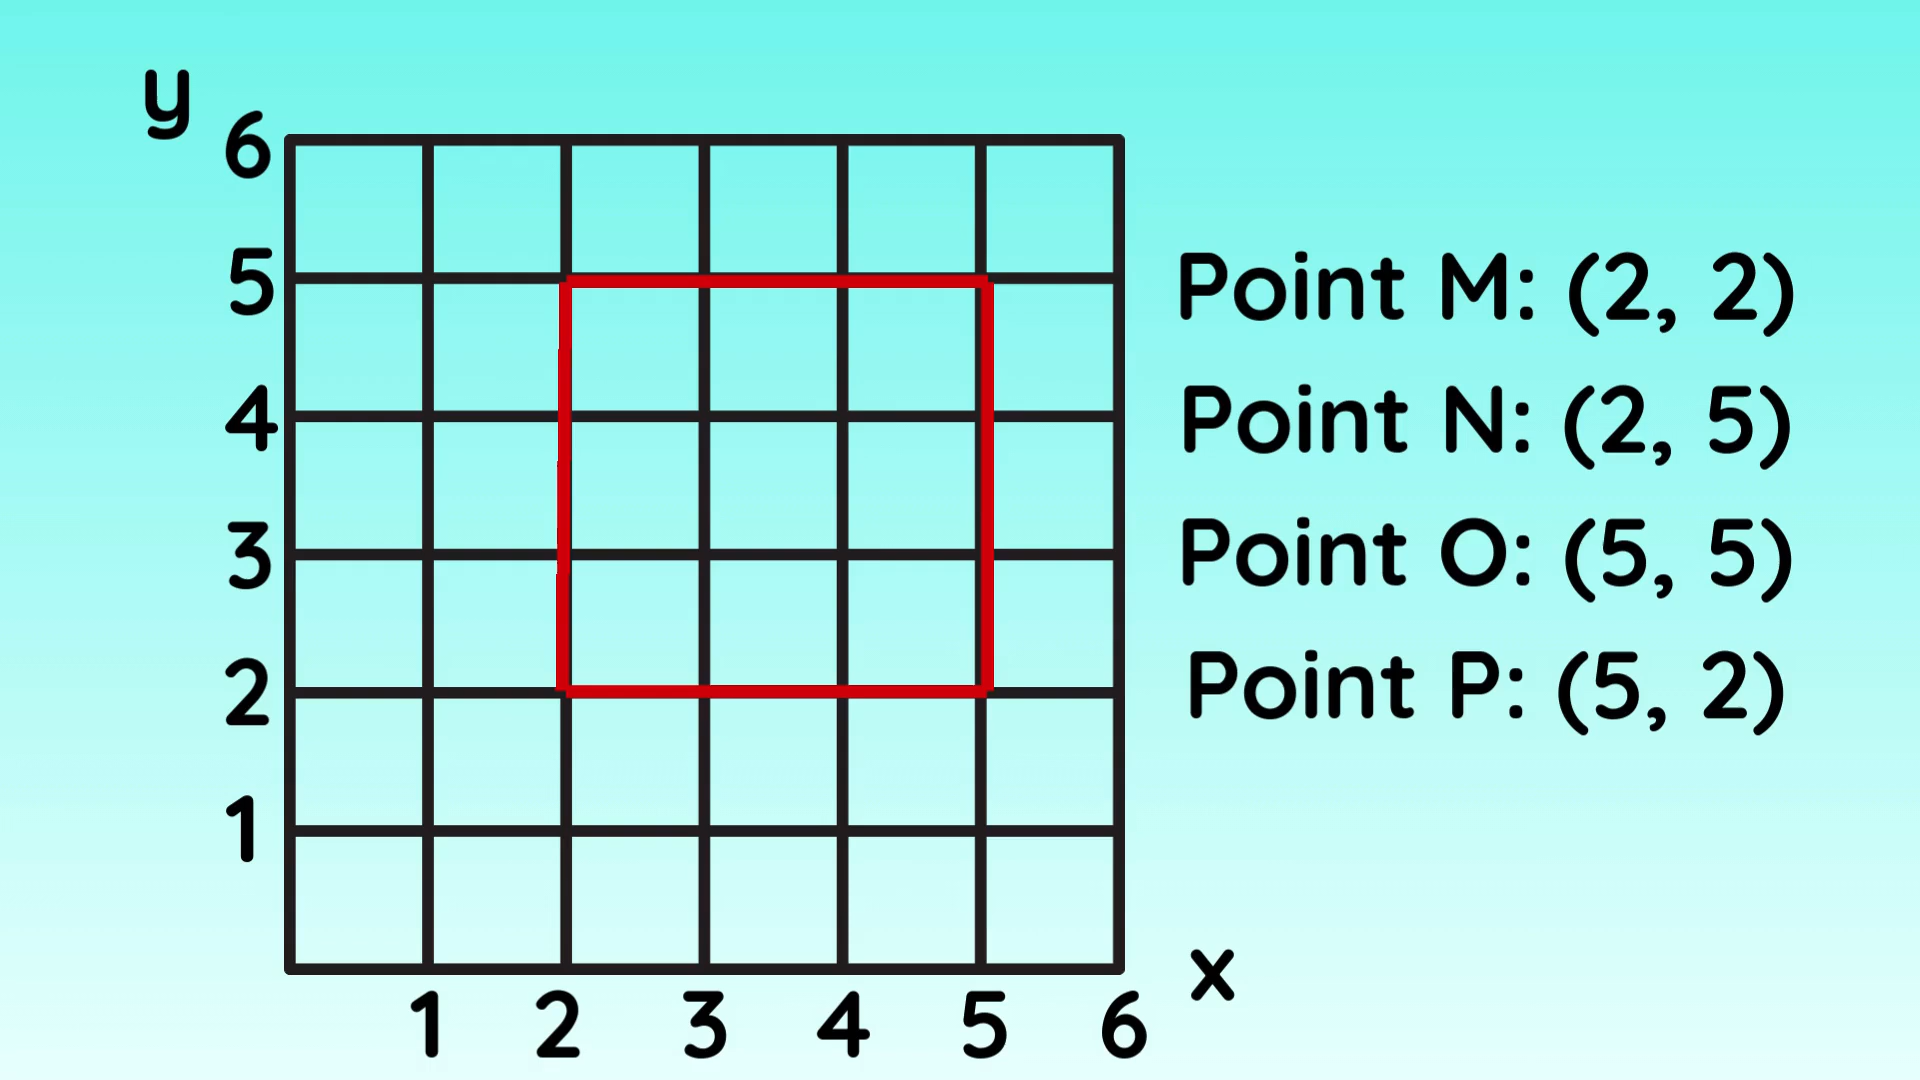 y
6
5
4
3
2
1
1 2 3 4 5 6
x
Point M: (2, 2)
Point N: (2, 5)
Point O: (5, 5)
Point P: (5, 2)